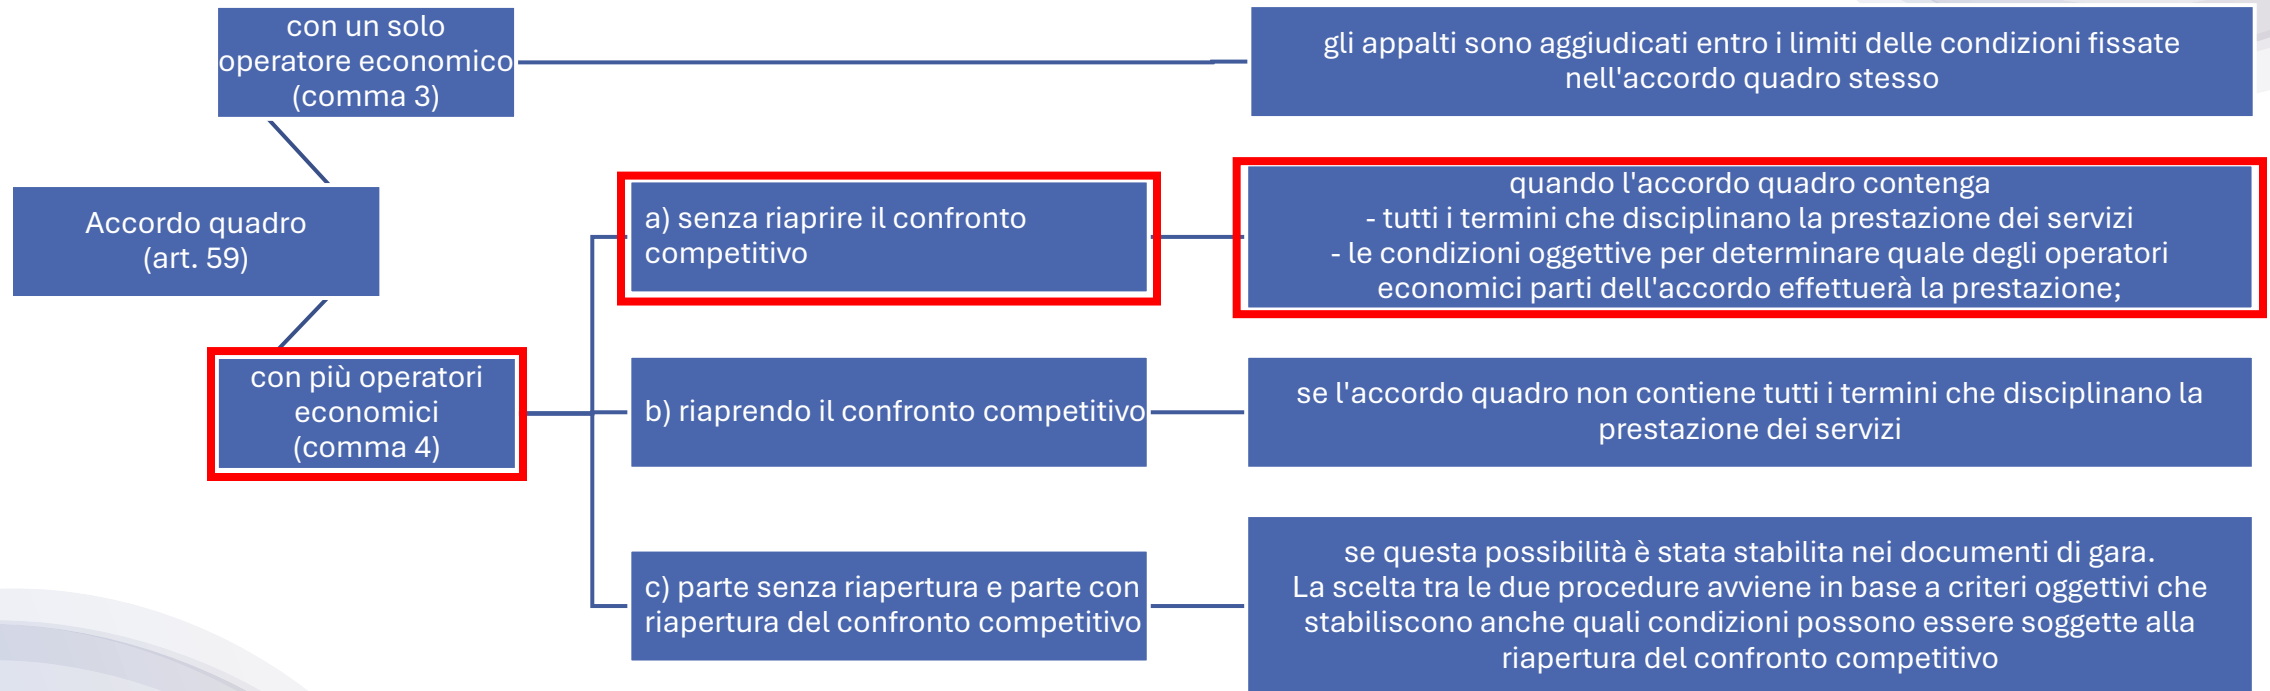 con un solo
operatore economico
(comma 3)
gli appalti sono aggiudicati entro i limiti delle condizioni fissate
nell'accordo quadro stesso
Accordo quadro
(art. 59)
a) senza riaprire il confronto
competitivo
quando l'accordo quadro contenga
- tutti i termini che disciplinano la prestazione dei servizi
- le condizioni oggettive per determinare quale degli operatori
economici parti dell'accordo effettuerà la prestazione;
con più operatori
economici
(comma 4)
b) riaprendo il confronto competitivo
se l'accordo quadro non contiene tutti i termini che disciplinano la
prestazione dei servizi
c) parte senza riapertura e parte con
riapertura del confronto competitivo
se questa possibilità è stata stabilita nei documenti di gara.
La scelta tra le due procedure avviene in base a criteri oggettivi che
stabiliscono anche quali condizioni possono essere soggette alla
riapertura del confronto competitivo